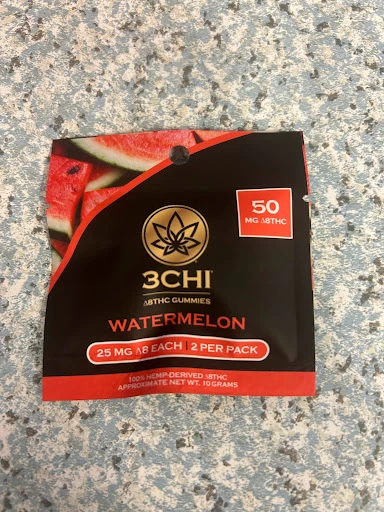 50
MG Δ8THC
3CHI
Δ8THC GUMMIES
WATERMELON
25 MG Δ8 EACH | 2 PER PACK
100% HEMP-DERIVED Δ8THC
APPROXIMATE NET WT. 10 GRAMS